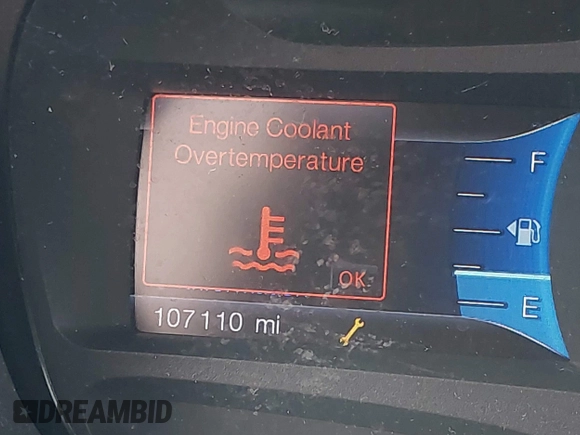 Engine Coolant
Overtemperature
OK
F
E
107110 mi
DREAMBID